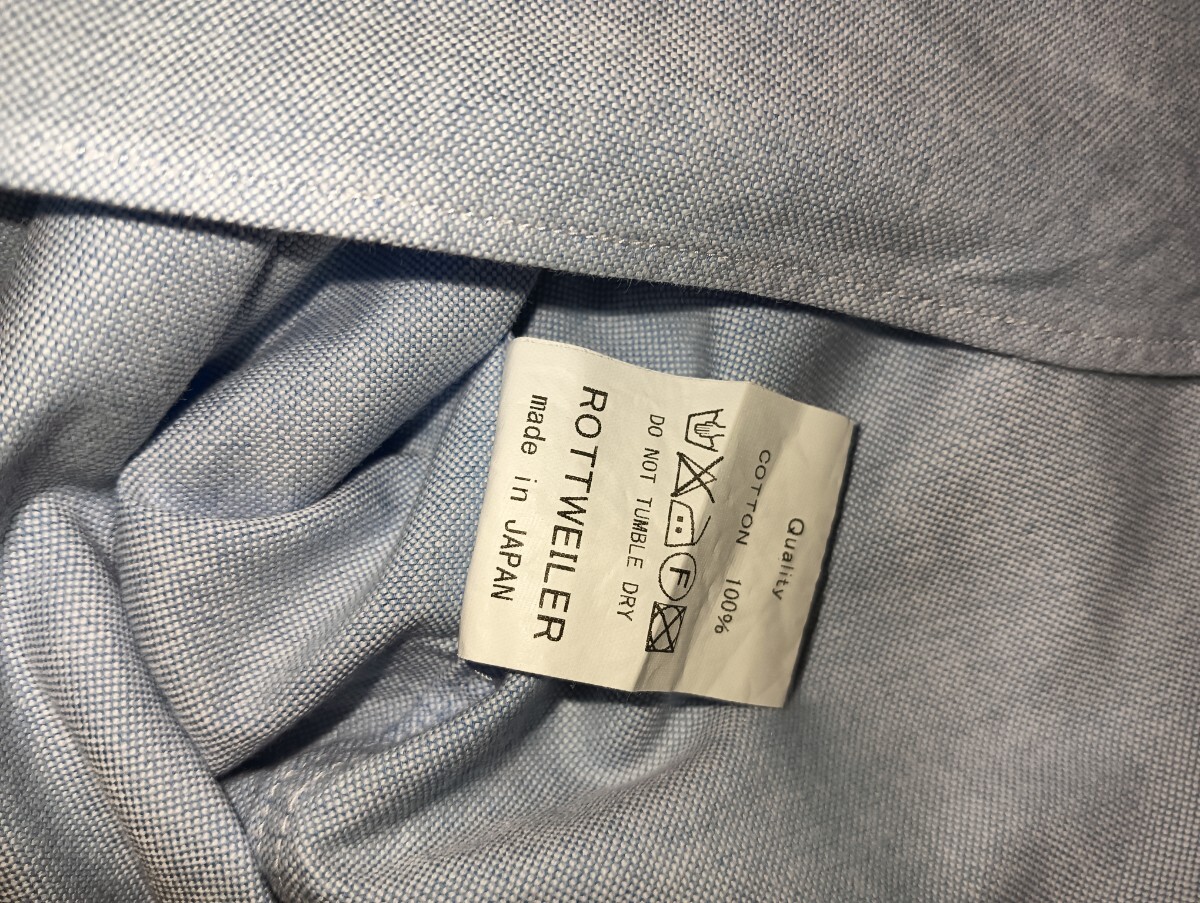 Quality
COTTON 100%
F
DO NOT TUMBLE DRY
ROTTWEILER
made in JAPAN